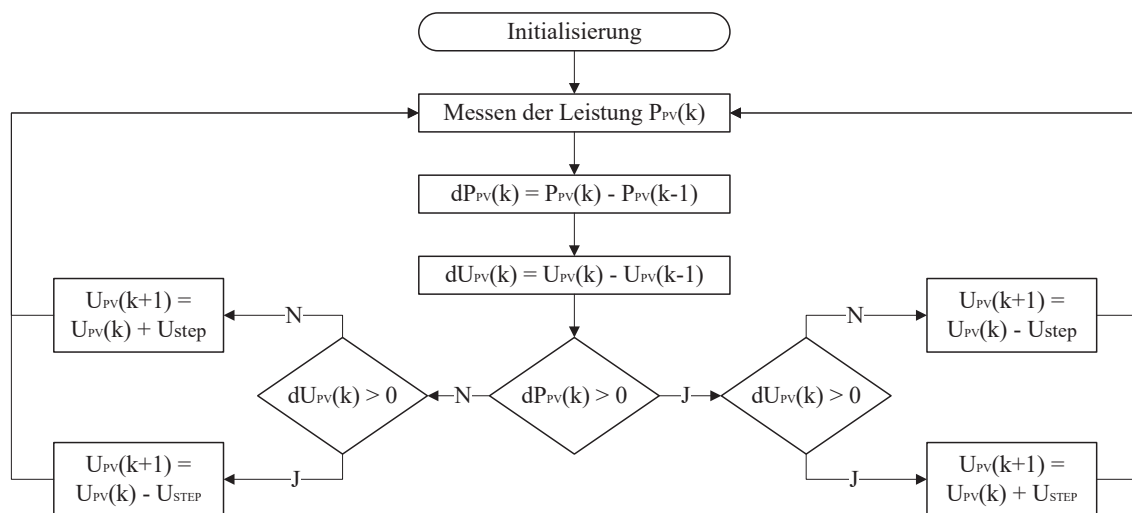 Initialisierung
Messen der Leistung PPV(k)
dPPV(k) = PPV(k) - PPV(k-1)
dUPV(k) = UPV(k) - UPV(k-1)
UPV(k+1) =
UPV(k) + Ustep
N
N
UPV(k+1) =
UPV(k) - Ustep
dUPV(k) > 0
N
dPPV(k) > 0
J
dUPV(k) > 0
UPV(k+1) =
UPV(k) - USTEP
J
J
UPV(k+1) =
UPV(k) + USTEP